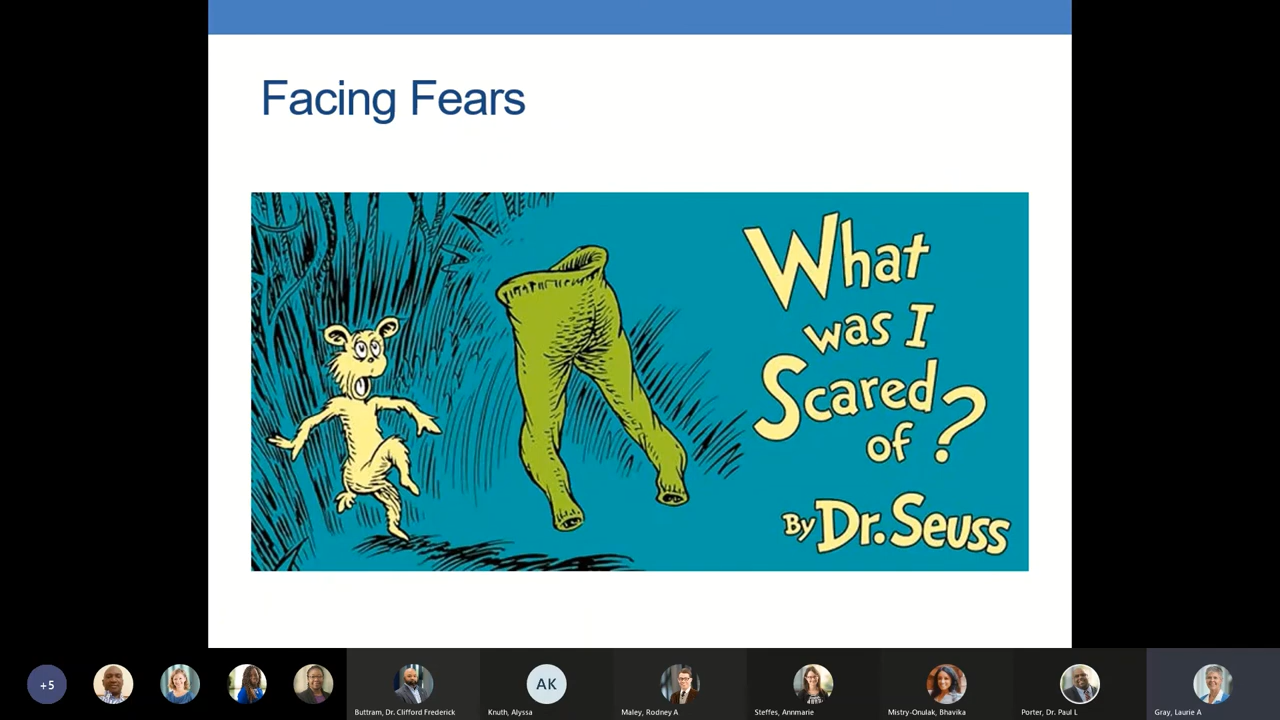 Facing Fears
What
was I
Scared
of?
By Dr. Seuss
+5
AK
Buttram, Dr. Clifford Frederick
Knuth, Alyssa
Maley, Rodney A
Steffes, Annmarie
Mistry-Onulak, Bhavika
Porter, Dr. Paul L
Gray, Laurie A